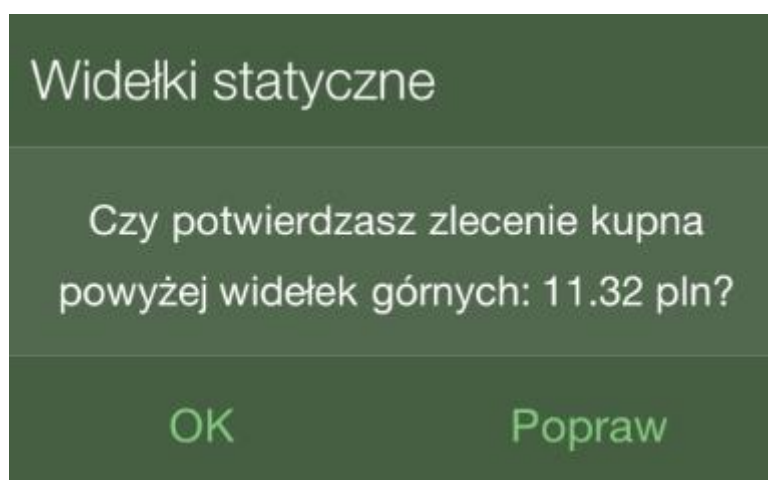 Widełki statyczne
Czy potwierdzasz zlecenie kupna
powyżej widełek górnych: 11.32 pln?
OK Popraw